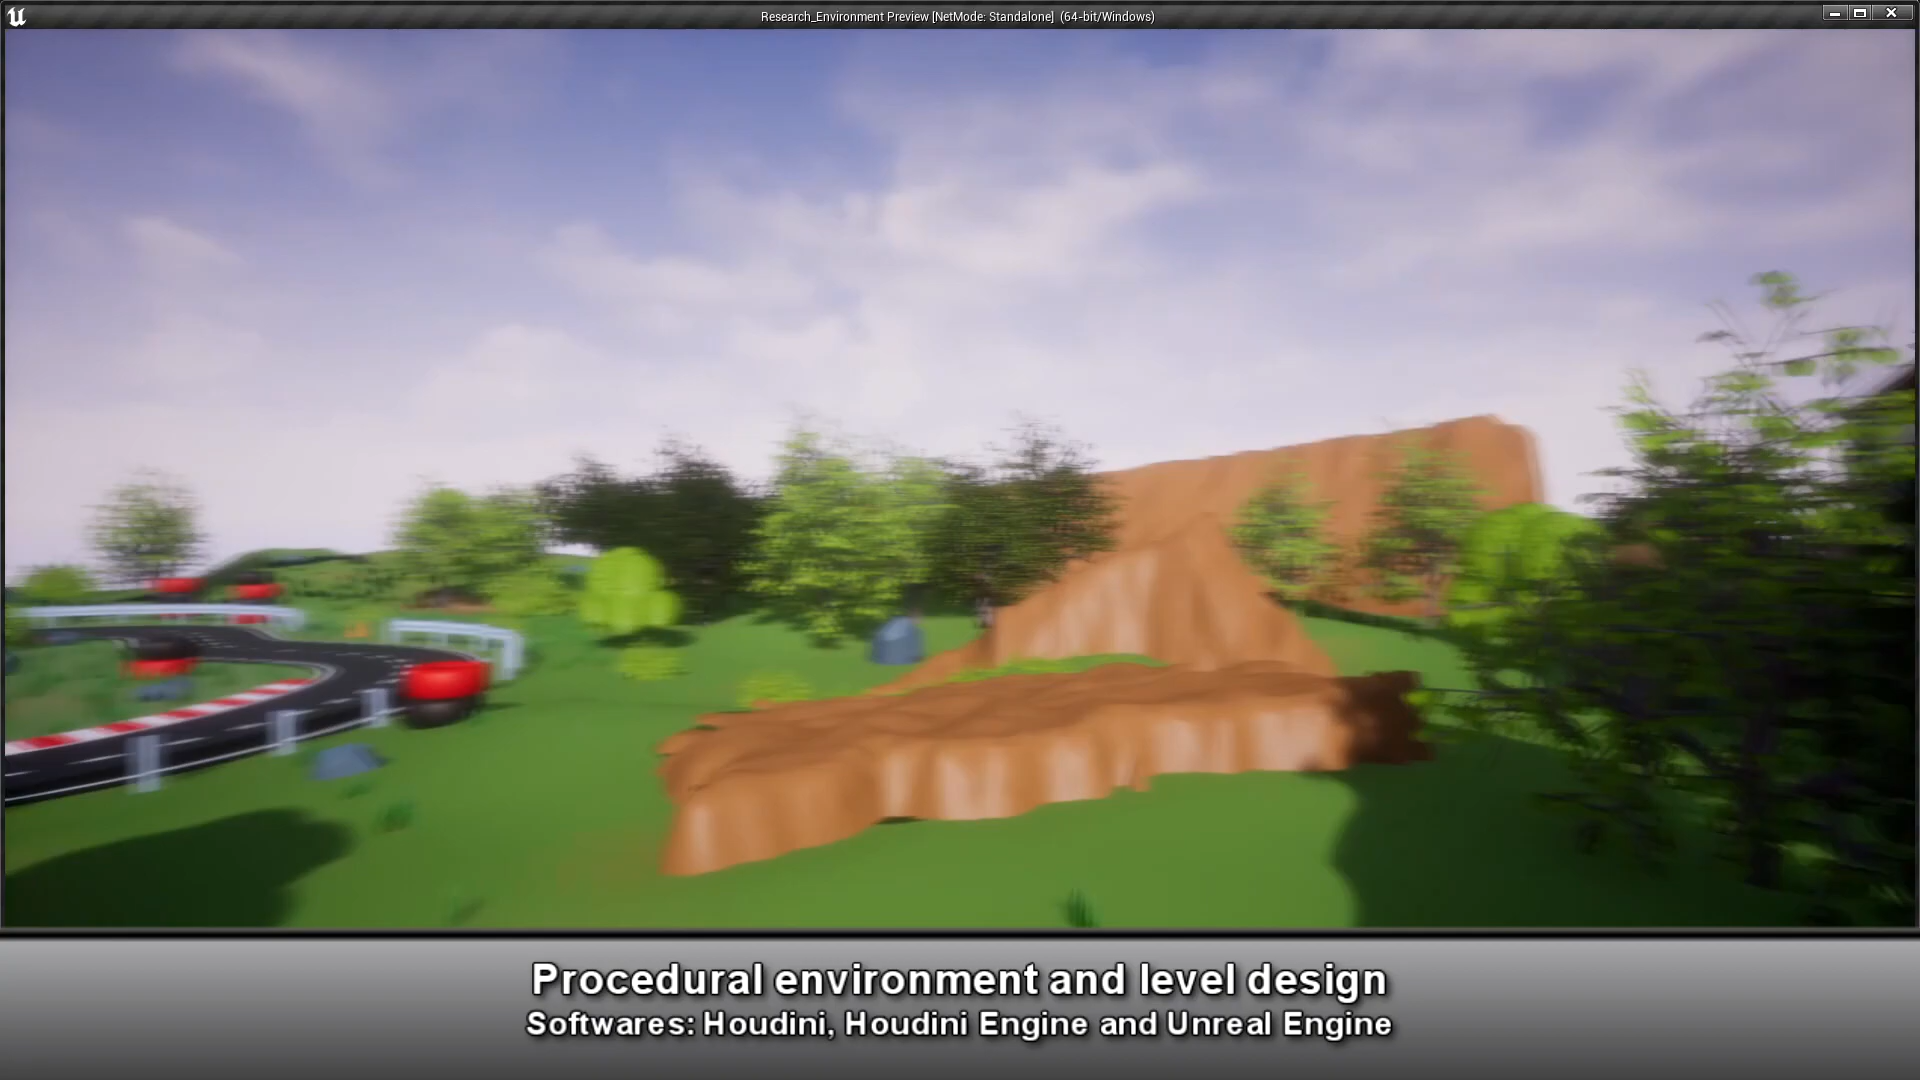 Research_Environment Preview [NetMode: Standalone] (64-bit/Windows)
Procedural environment and level design
Softwares: Houdini, Houdini Engine and Unreal Engine